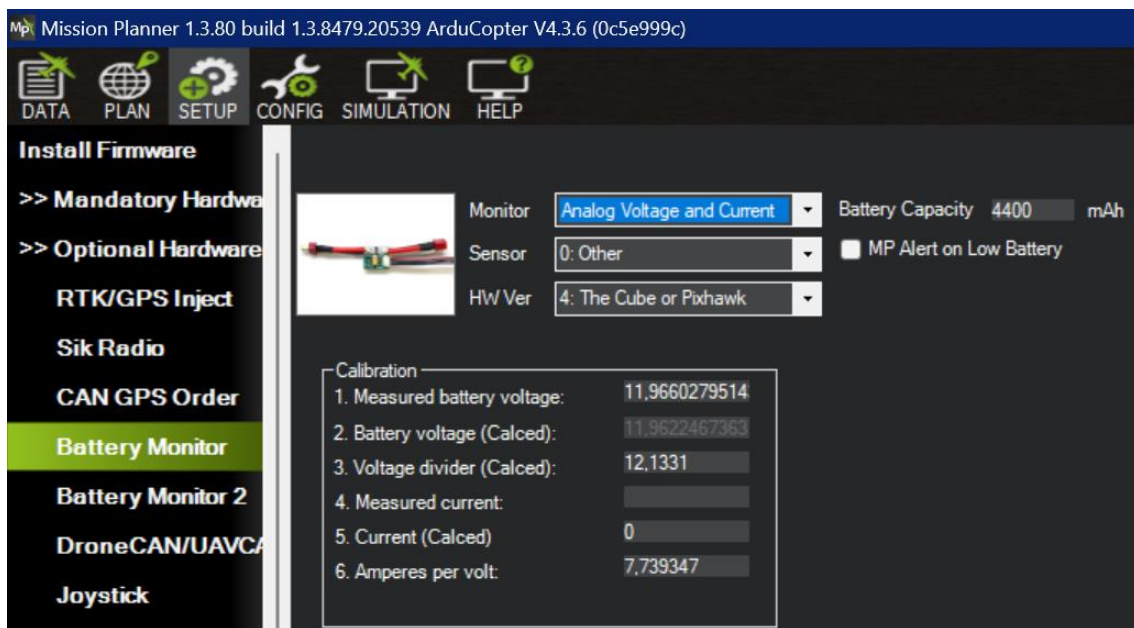 Mission Planner 1.3.80 build 1.3.8479.20539 ArduCopter V4.3.6 (0c5e999c)
DATA PLAN SETUP CONFIG SIMULATION HELP
Install Firmware
>> Mandatory Hardwa
>> Optional Hardware
RTK/GPS Inject
Sik Radio
CAN GPS Order
Battery Monitor
Battery Monitor 2
DroneCAN/UAVCA
Joystick
Monitor Analog Voltage and Current Battery Capacity 4400 mAh
Sensor 0: Other MP Alert on Low Battery
HW Ver 4: The Cube or Pixhawk
Calibration
1. Measured battery voltage: 11,9660279514
2. Battery voltage (Calced): 11,9622467363
3. Voltage divider (Calced): 12,1331
4. Measured current:
5. Current (Calced) 0
6. Amperes per volt: 7,739347